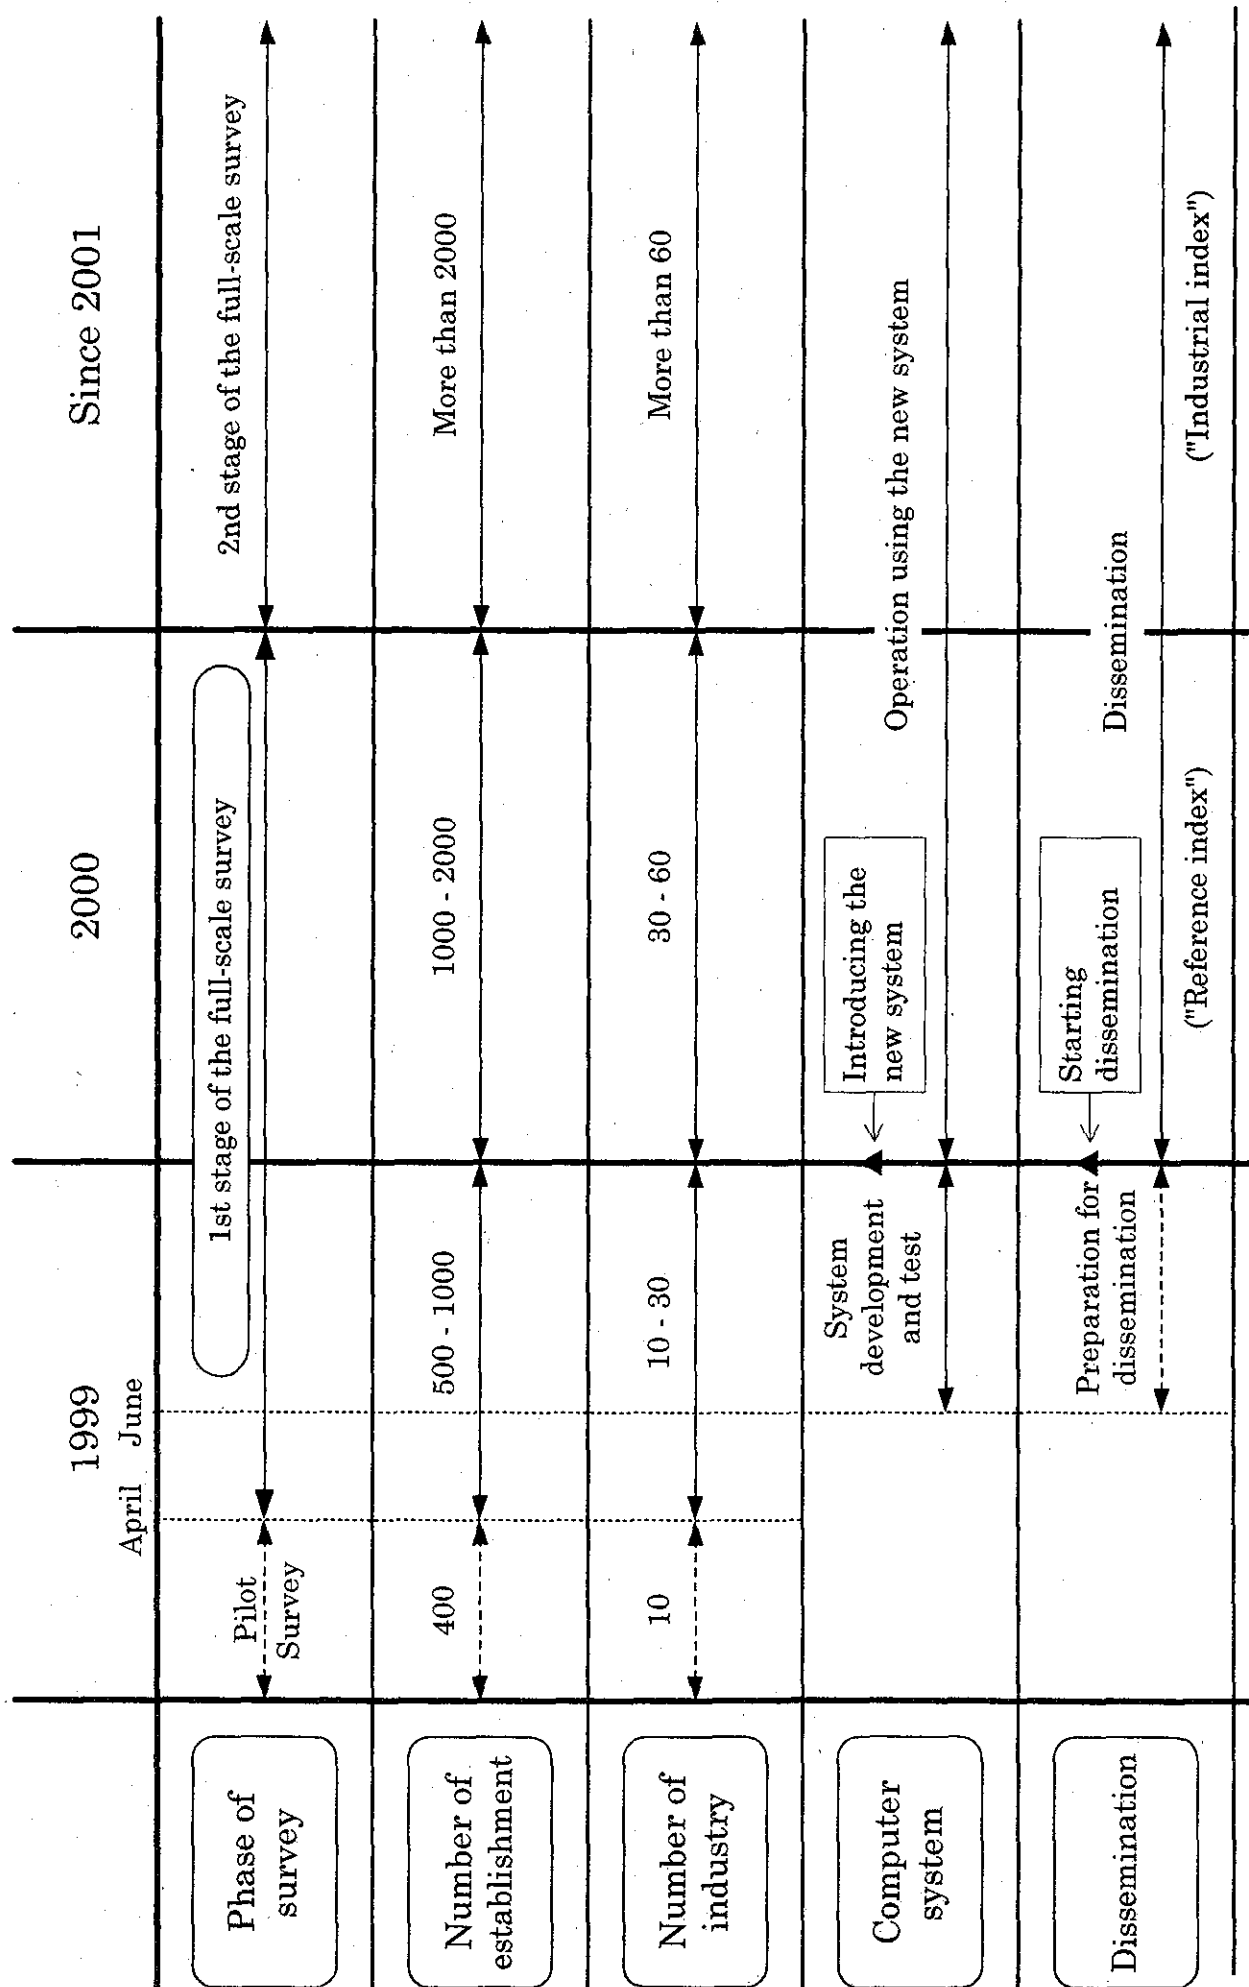 1999
2000
Since 2001
April
June
Phase of
survey
Pilot
Survey
1st stage of the full-scale survey
2nd stage of the full-scale survey
Number of
establishment
400
500 - 1000
1000 - 2000
More than 2000
Number of
industry
10
10 - 30
30 - 60
More than 60
Computer
system
System
development
and test
Introducing the
new system
Operation using the new system
Dissemination
Preparation for
dissemination
Starting
dissemination
Dissemination
("Reference index")
("Industrial index")